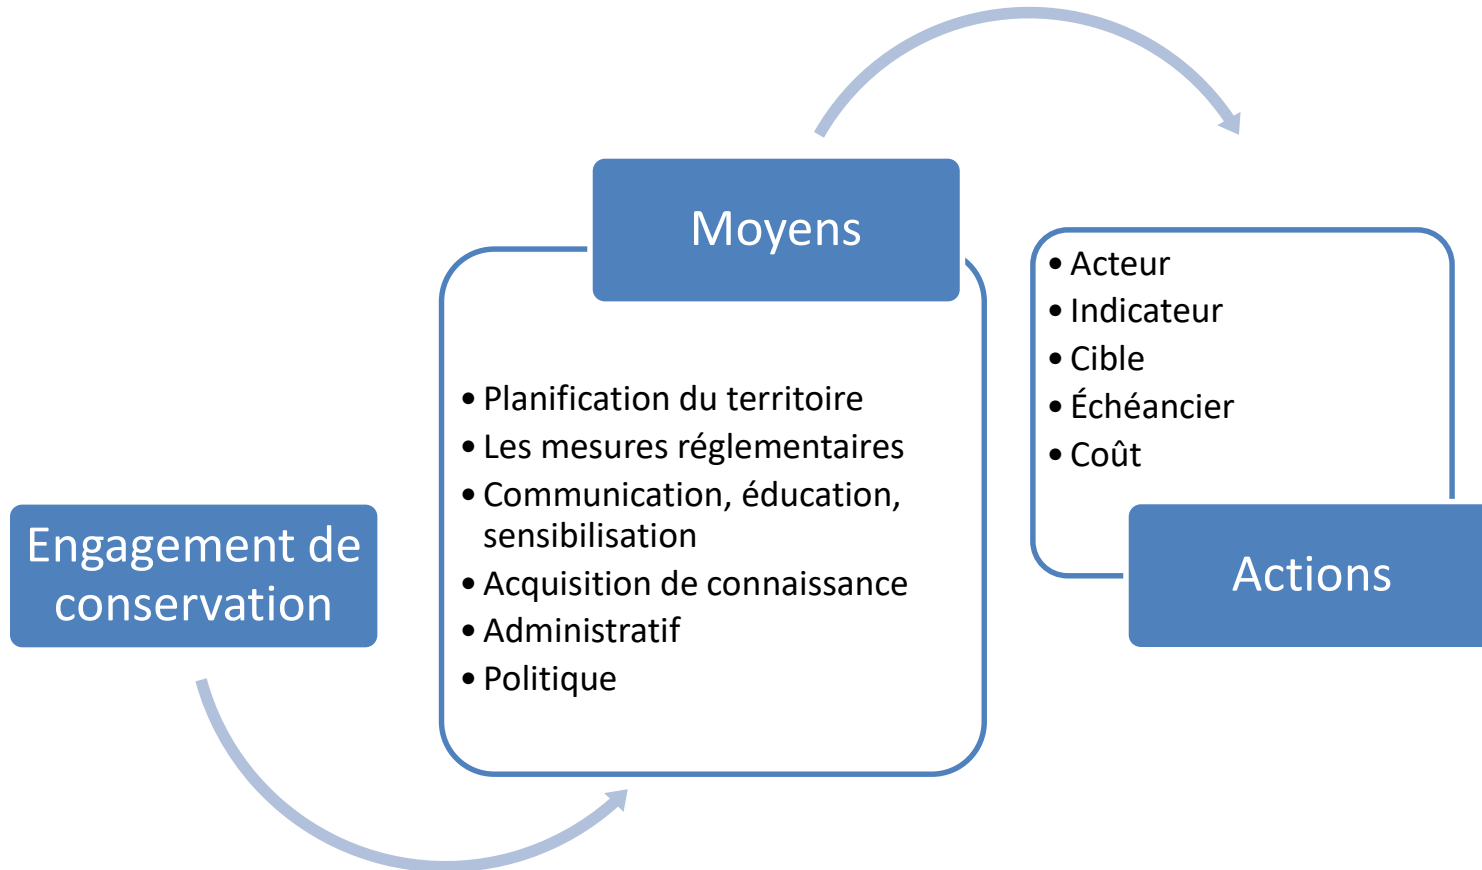 Engagement de
conservation
Moyens
• Planification du territoire
• Les mesures réglementaires
• Communication, éducation,
sensibilisation
• Acquisition de connaissance
• Administratif
• Politique
• Acteur
• Indicateur
• Cible
• Échéancier
• Coût
Actions